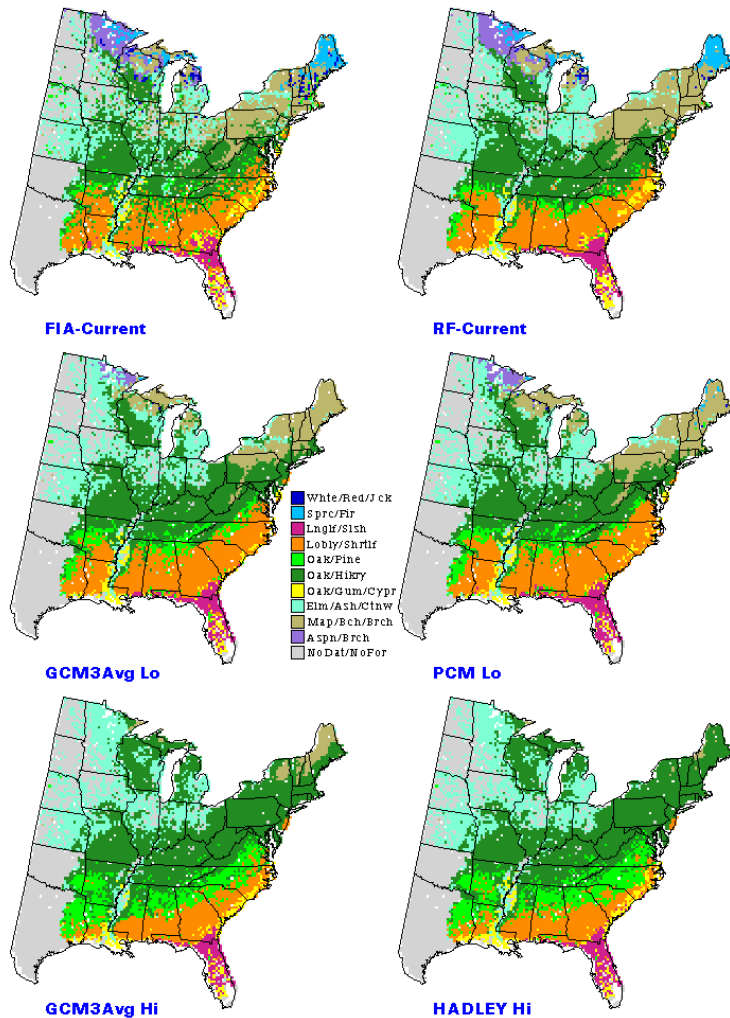 FIA-Current
RF-Current
Whte/Red/Jck
Sprc/Fir
Lnglf/Slsh
Lobly/Shrtlf
Oak/Pine
Oak/Hikry
Oak/Gum/Cypr
Elm/Ash/Ctnw
Map/Bch/Brch
Aspn/Brch
NoDat/NoFor
GCM3Avg Lo
PCM Lo
GCM3Avg Hi
HADLEY Hi